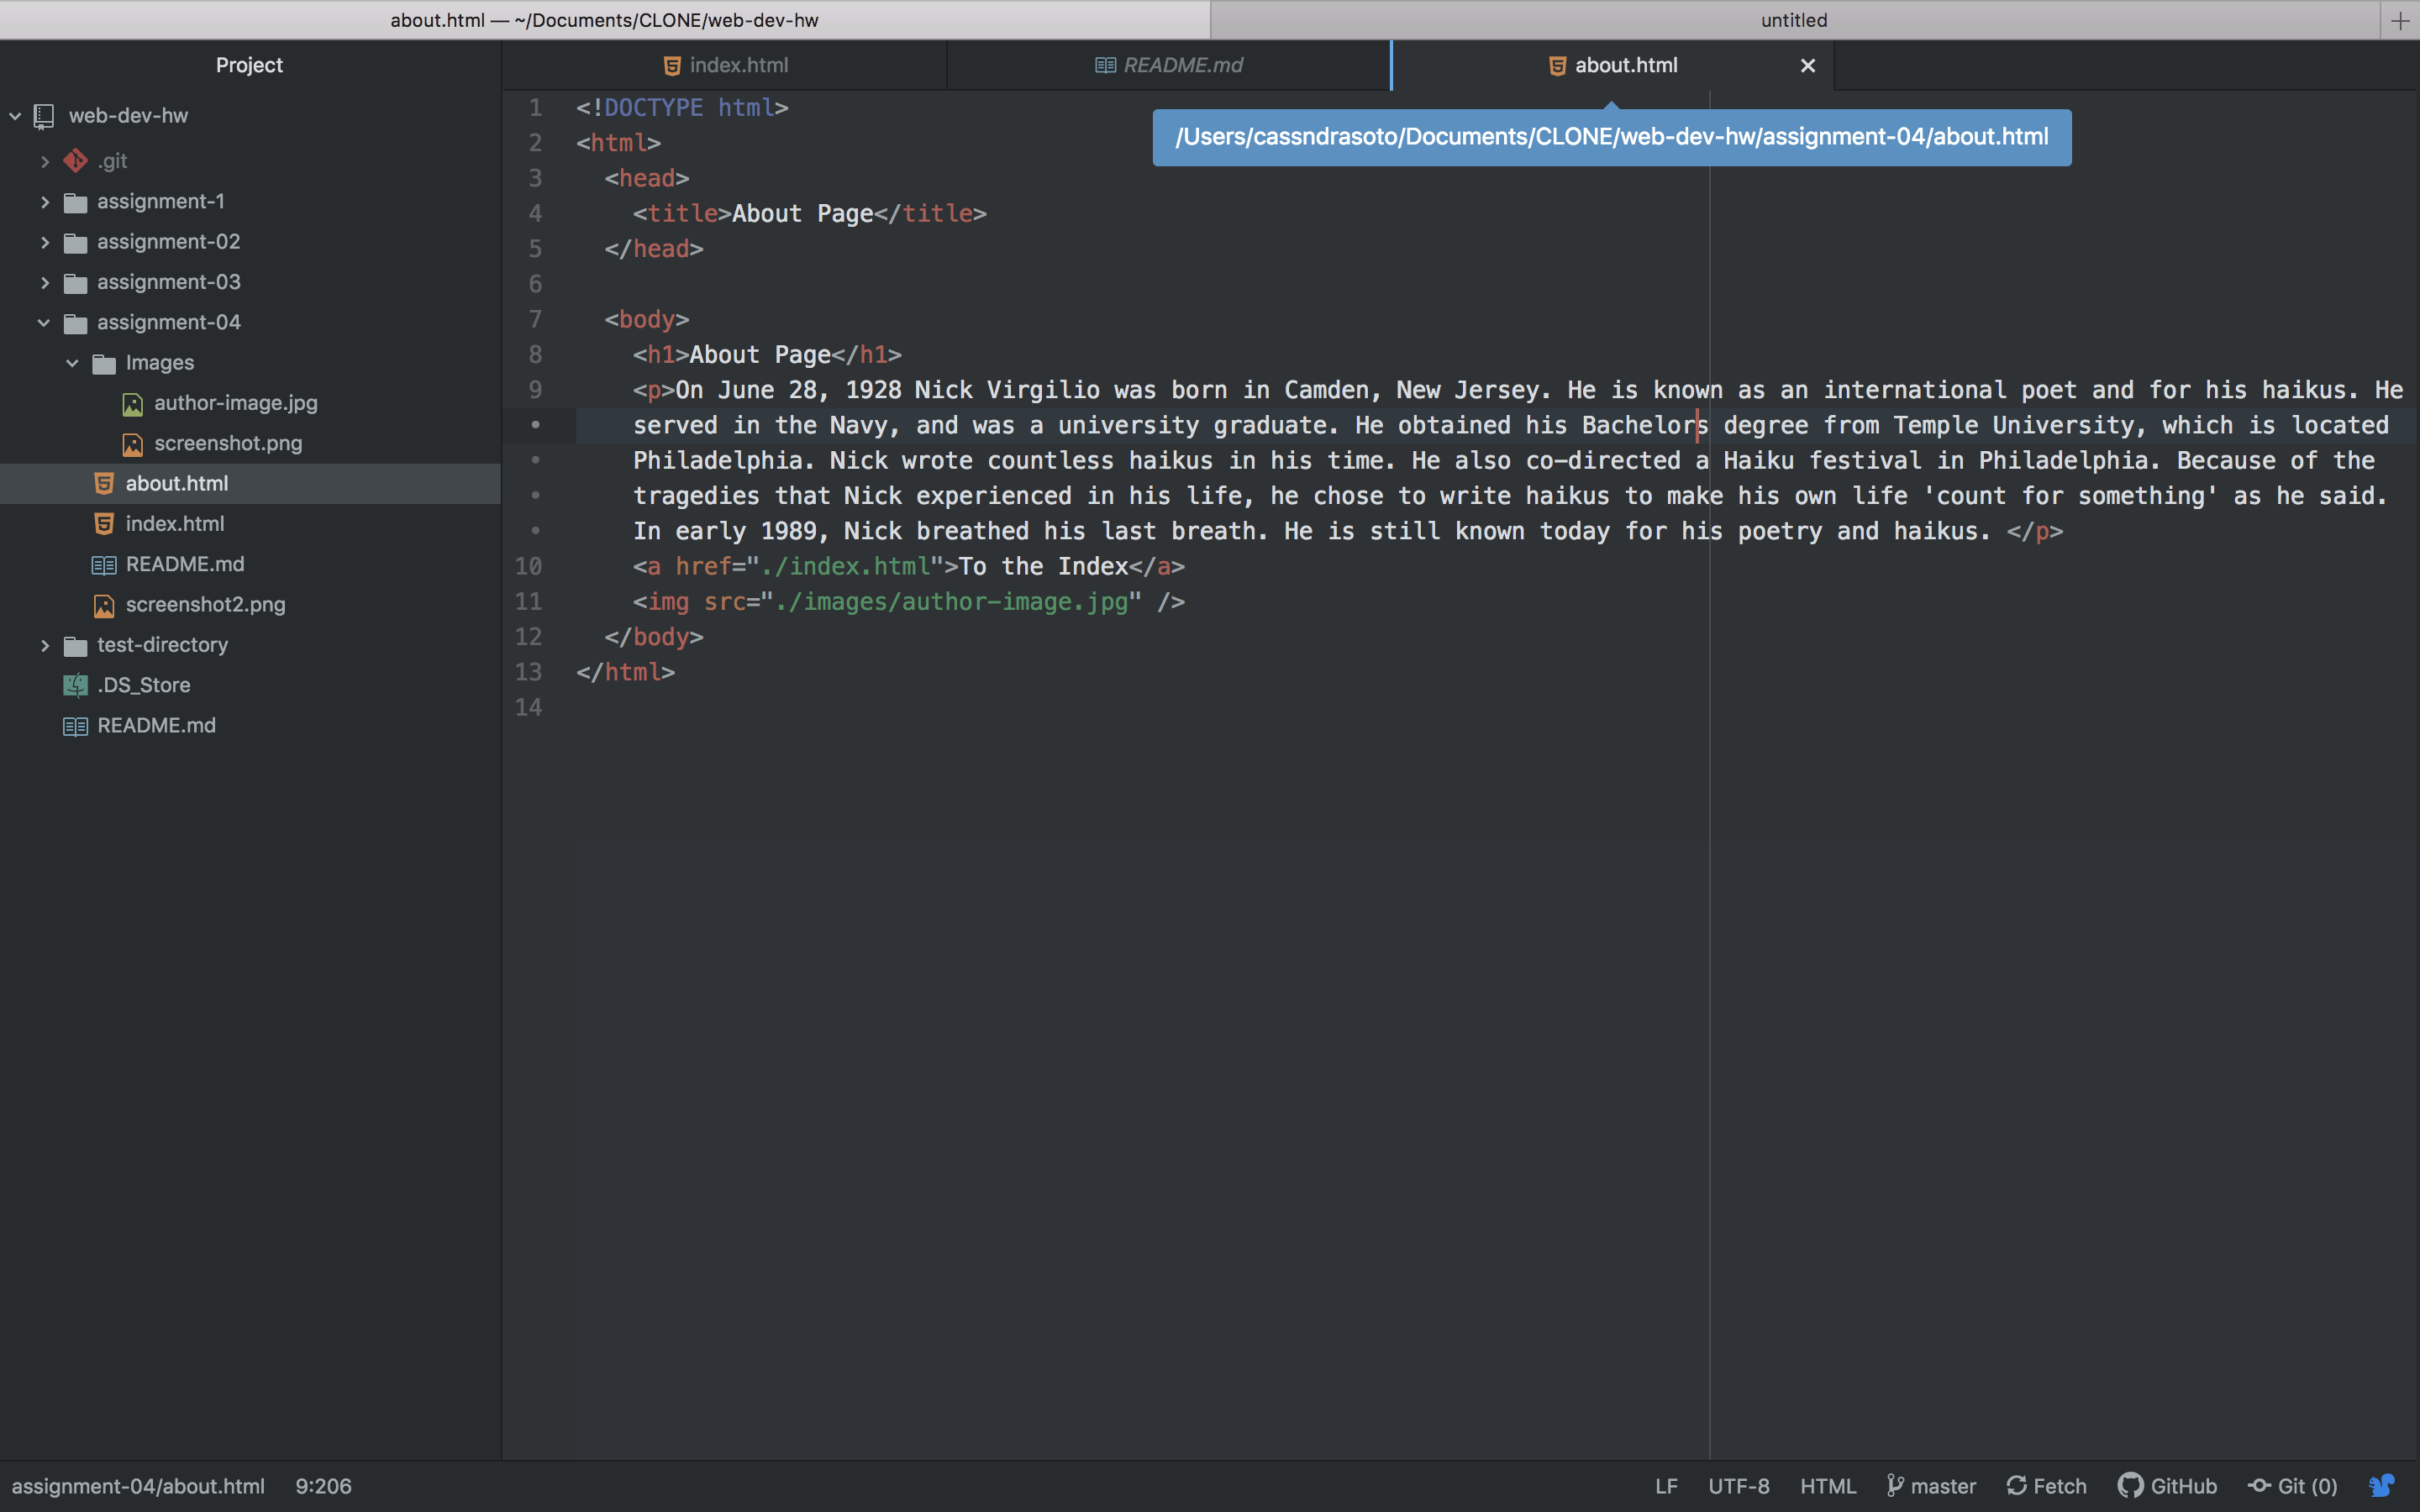 about.html — ~/Documents/CLONE/web-dev-hw
untitled
Project
index.html
README.md
about.html
/Users/cassndrasoto/Documents/CLONE/web-dev-hw/assignment-04/about.html
web-dev-hw
.git
assignment-1
assignment-02
assignment-03
assignment-04
Images
author-image.jpg
screenshot.png
about.html
index.html
README.md
screenshot2.png
test-directory
.DS_Store
README.md
1 <!DOCTYPE html>
2 <html>
3 <head>
4 <title>About Page</title>
5 </head>
6
7 <body>
8 <h1>About Page</h1>
9 <p>On June 28, 1928 Nick Virgilio was born in Camden, New Jersey. He is known as an international poet and for his haikus. He
• served in the Navy, and was a university graduate. He obtained his Bachelors degree from Temple University, which is located
• Philadelphia. Nick wrote countless haikus in his time. He also co-directed a Haiku festival in Philadelphia. Because of the
• tragedies that Nick experienced in his life, he chose to write haikus to make his own life 'count for something' as he said.
• In early 1989, Nick breathed his last breath. He is still known today for his poetry and haikus. </p>
10 <a href="./index.html">To the Index</a>
11 <img src="./images/author-image.jpg" />
12 </body>
13 </html>
14
assignment-04/about.html 9:206
LF UTF-8 HTML master Fetch GitHub Git (0)